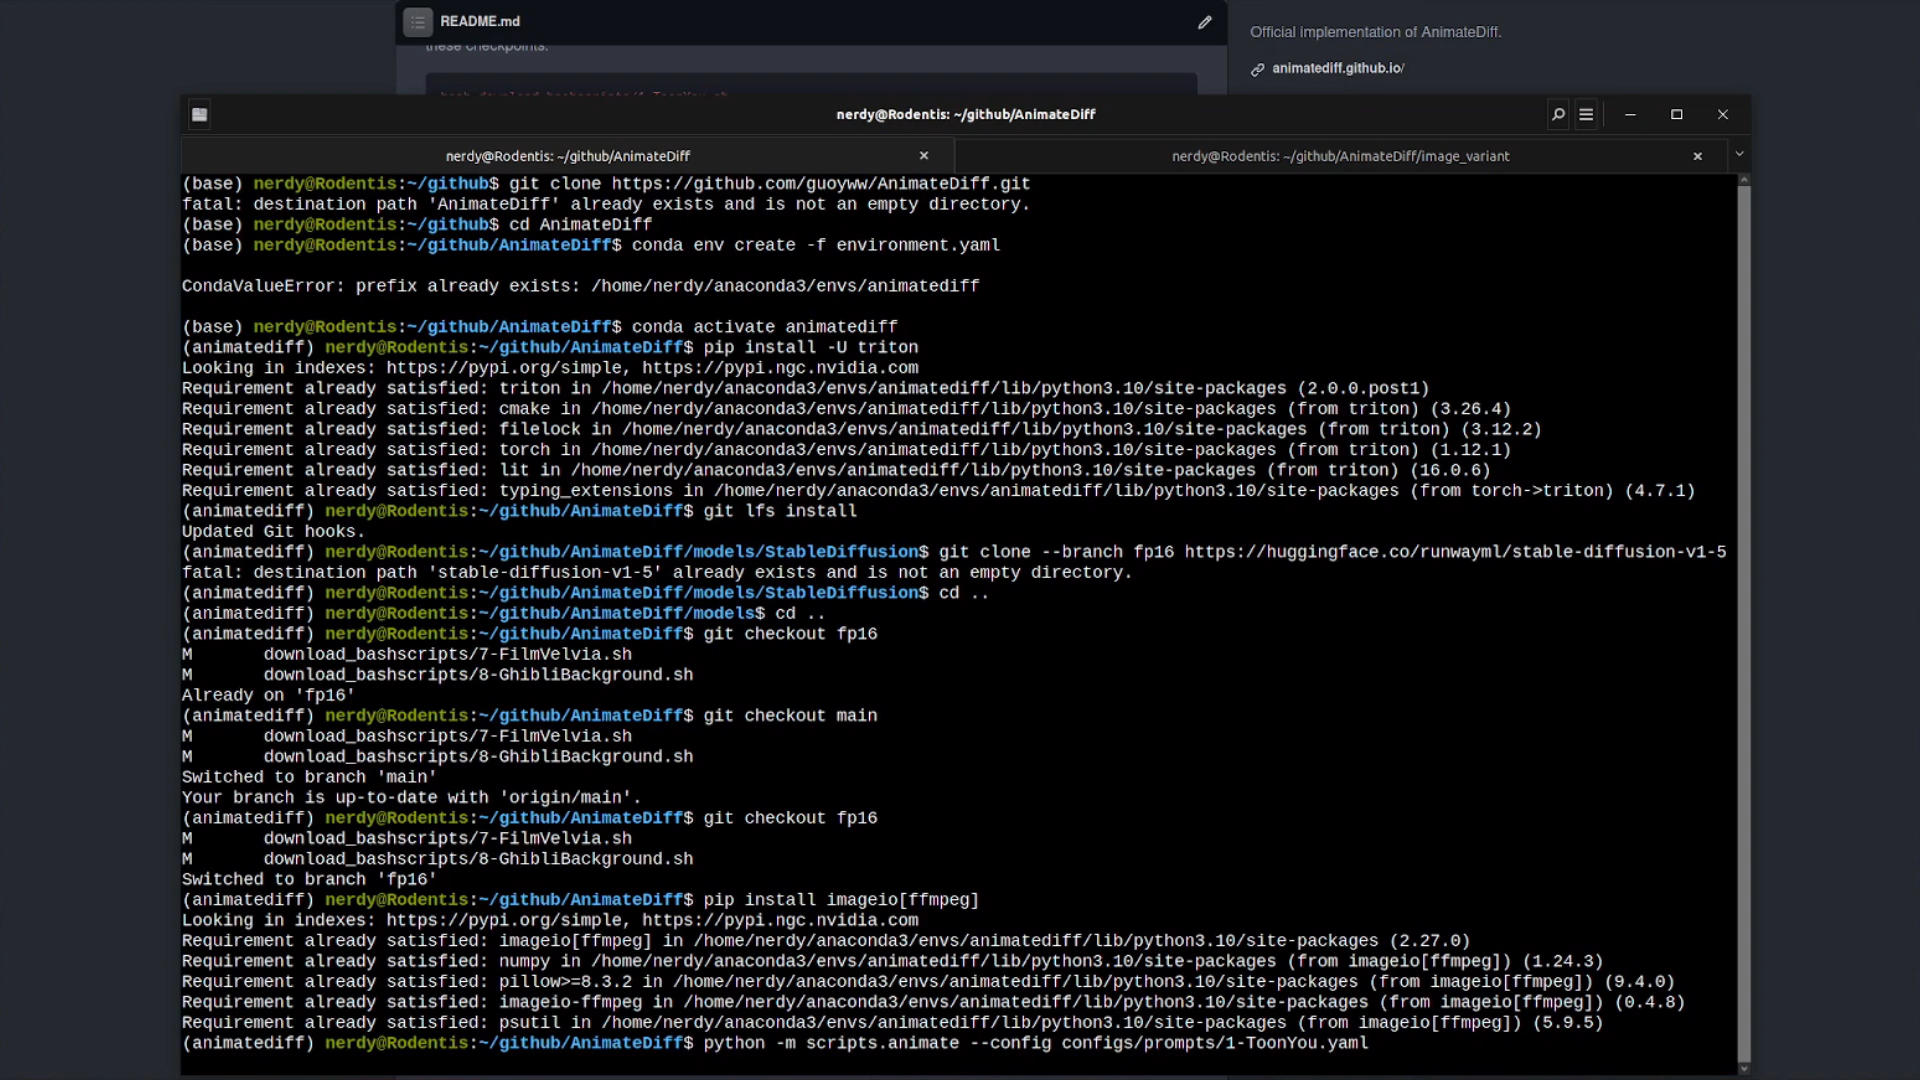 README.md
these checkpoints.
bash download_bashscripts/1-ToonYou.sh
Official implementation of AnimateDiff.
animatediff.github.io/
nerdy@Rodentis: ~/github/AnimateDiff
nerdy@Rodentis: ~/github/AnimateDiff
nerdy@Rodentis: ~/github/AnimateDiff/image_variant
(base) nerdy@Rodentis:~/github$ git clone https://github.com/guoyww/AnimateDiff.git
fatal: destination path 'AnimateDiff' already exists and is not an empty directory.
(base) nerdy@Rodentis:~/github$ cd AnimateDiff
(base) nerdy@Rodentis:~/github/AnimateDiff$ conda env create -f environment.yaml
CondaValueError: prefix already exists: /home/nerdy/anaconda3/envs/animatediff
(base) nerdy@Rodentis:~/github/AnimateDiff$ conda activate animatediff
(animatediff) nerdy@Rodentis:~/github/AnimateDiff$ pip install -U triton
Looking in indexes: https://pypi.org/simple, https://pypi.ngc.nvidia.com
Requirement already satisfied: triton in /home/nerdy/anaconda3/envs/animatediff/lib/python3.10/site-packages (2.0.0.post1)
Requirement already satisfied: cmake in /home/nerdy/anaconda3/envs/animatediff/lib/python3.10/site-packages (from triton) (3.26.4)
Requirement already satisfied: filelock in /home/nerdy/anaconda3/envs/animatediff/lib/python3.10/site-packages (from triton) (3.12.2)
Requirement already satisfied: torch in /home/nerdy/anaconda3/envs/animatediff/lib/python3.10/site-packages (from triton) (1.12.1)
Requirement already satisfied: lit in /home/nerdy/anaconda3/envs/animatediff/lib/python3.10/site-packages (from triton) (16.0.6)
Requirement already satisfied: typing_extensions in /home/nerdy/anaconda3/envs/animatediff/lib/python3.10/site-packages (from torch->triton) (4.7.1)
(animatediff) nerdy@Rodentis:~/github/AnimateDiff$ git lfs install
Updated Git hooks.
(animatediff) nerdy@Rodentis:~/github/AnimateDiff/models/StableDiffusion$ git clone --branch fp16 https://huggingface.co/runwayml/stable-diffusion-v1-5
fatal: destination path 'stable-diffusion-v1-5' already exists and is not an empty directory.
(animatediff) nerdy@Rodentis:~/github/AnimateDiff/models/StableDiffusion$ cd ..
(animatediff) nerdy@Rodentis:~/github/AnimateDiff/models$ cd ..
(animatediff) nerdy@Rodentis:~/github/AnimateDiff$ git checkout fp16
M       download_bashscripts/7-FilmVelvia.sh
M       download_bashscripts/8-GhibliBackground.sh
Already on 'fp16'
(animatediff) nerdy@Rodentis:~/github/AnimateDiff$ git checkout main
M       download_bashscripts/7-FilmVelvia.sh
M       download_bashscripts/8-GhibliBackground.sh
Switched to branch 'main'
Your branch is up-to-date with 'origin/main'.
(animatediff) nerdy@Rodentis:~/github/AnimateDiff$ git checkout fp16
M       download_bashscripts/7-FilmVelvia.sh
M       download_bashscripts/8-GhibliBackground.sh
Switched to branch 'fp16'
(animatediff) nerdy@Rodentis:~/github/AnimateDiff$ pip install imageio[ffmpeg]
Looking in indexes: https://pypi.org/simple, https://pypi.ngc.nvidia.com
Requirement already satisfied: imageio[ffmpeg] in /home/nerdy/anaconda3/envs/animatediff/lib/python3.10/site-packages (2.27.0)
Requirement already satisfied: numpy in /home/nerdy/anaconda3/envs/animatediff/lib/python3.10/site-packages (from imageio[ffmpeg]) (1.24.3)
Requirement already satisfied: pillow>=8.3.2 in /home/nerdy/anaconda3/envs/animatediff/lib/python3.10/site-packages (from imageio[ffmpeg]) (9.4.0)
Requirement already satisfied: imageio-ffmpeg in /home/nerdy/anaconda3/envs/animatediff/lib/python3.10/site-packages (from imageio[ffmpeg]) (0.4.8)
Requirement already satisfied: psutil in /home/nerdy/anaconda3/envs/animatediff/lib/python3.10/site-packages (from imageio[ffmpeg]) (5.9.5)
(animatediff) nerdy@Rodentis:~/github/AnimateDiff$ python -m scripts.animate --config configs/prompts/1-ToonYou.yaml